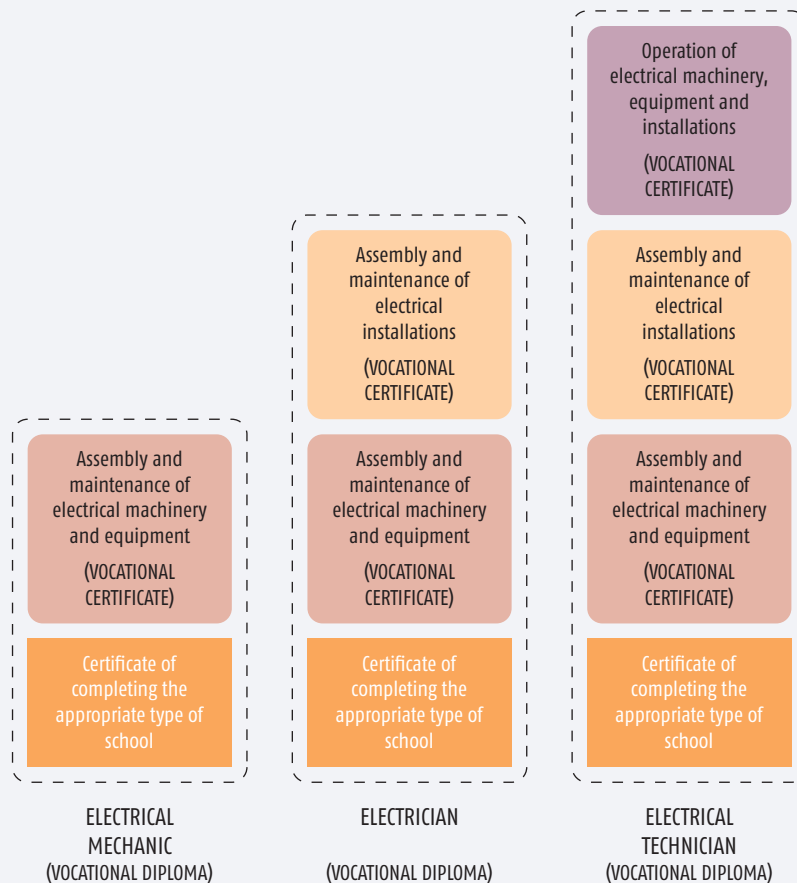 Operation of
electrical machinery,
equipment and
installations
(VOCATIONAL
CERTIFICATE)
Assembly and
maintenance of
electrical
installations
(VOCATIONAL
CERTIFICATE)
Assembly and
maintenance of
electrical
installations
(VOCATIONAL
CERTIFICATE)
Assembly and
maintenance of
electrical machinery
and equipment
(VOCATIONAL
CERTIFICATE)
Assembly and
maintenance of
electrical machinery
and equipment
(VOCATIONAL
CERTIFICATE)
Assembly and
maintenance of
electrical machinery
and equipment
(VOCATIONAL
CERTIFICATE)
Certificate of
completing the
appropriate type of
school
Certificate of
completing the
appropriate type of
school
Certificate of
completing the
appropriate type of
school
ELECTRICAL
MECHANIC
(VOCATIONAL DIPLOMA)
ELECTRICIAN
(VOCATIONAL DIPLOMA)
ELECTRICAL
TECHNICIAN
(VOCATIONAL DIPLOMA)